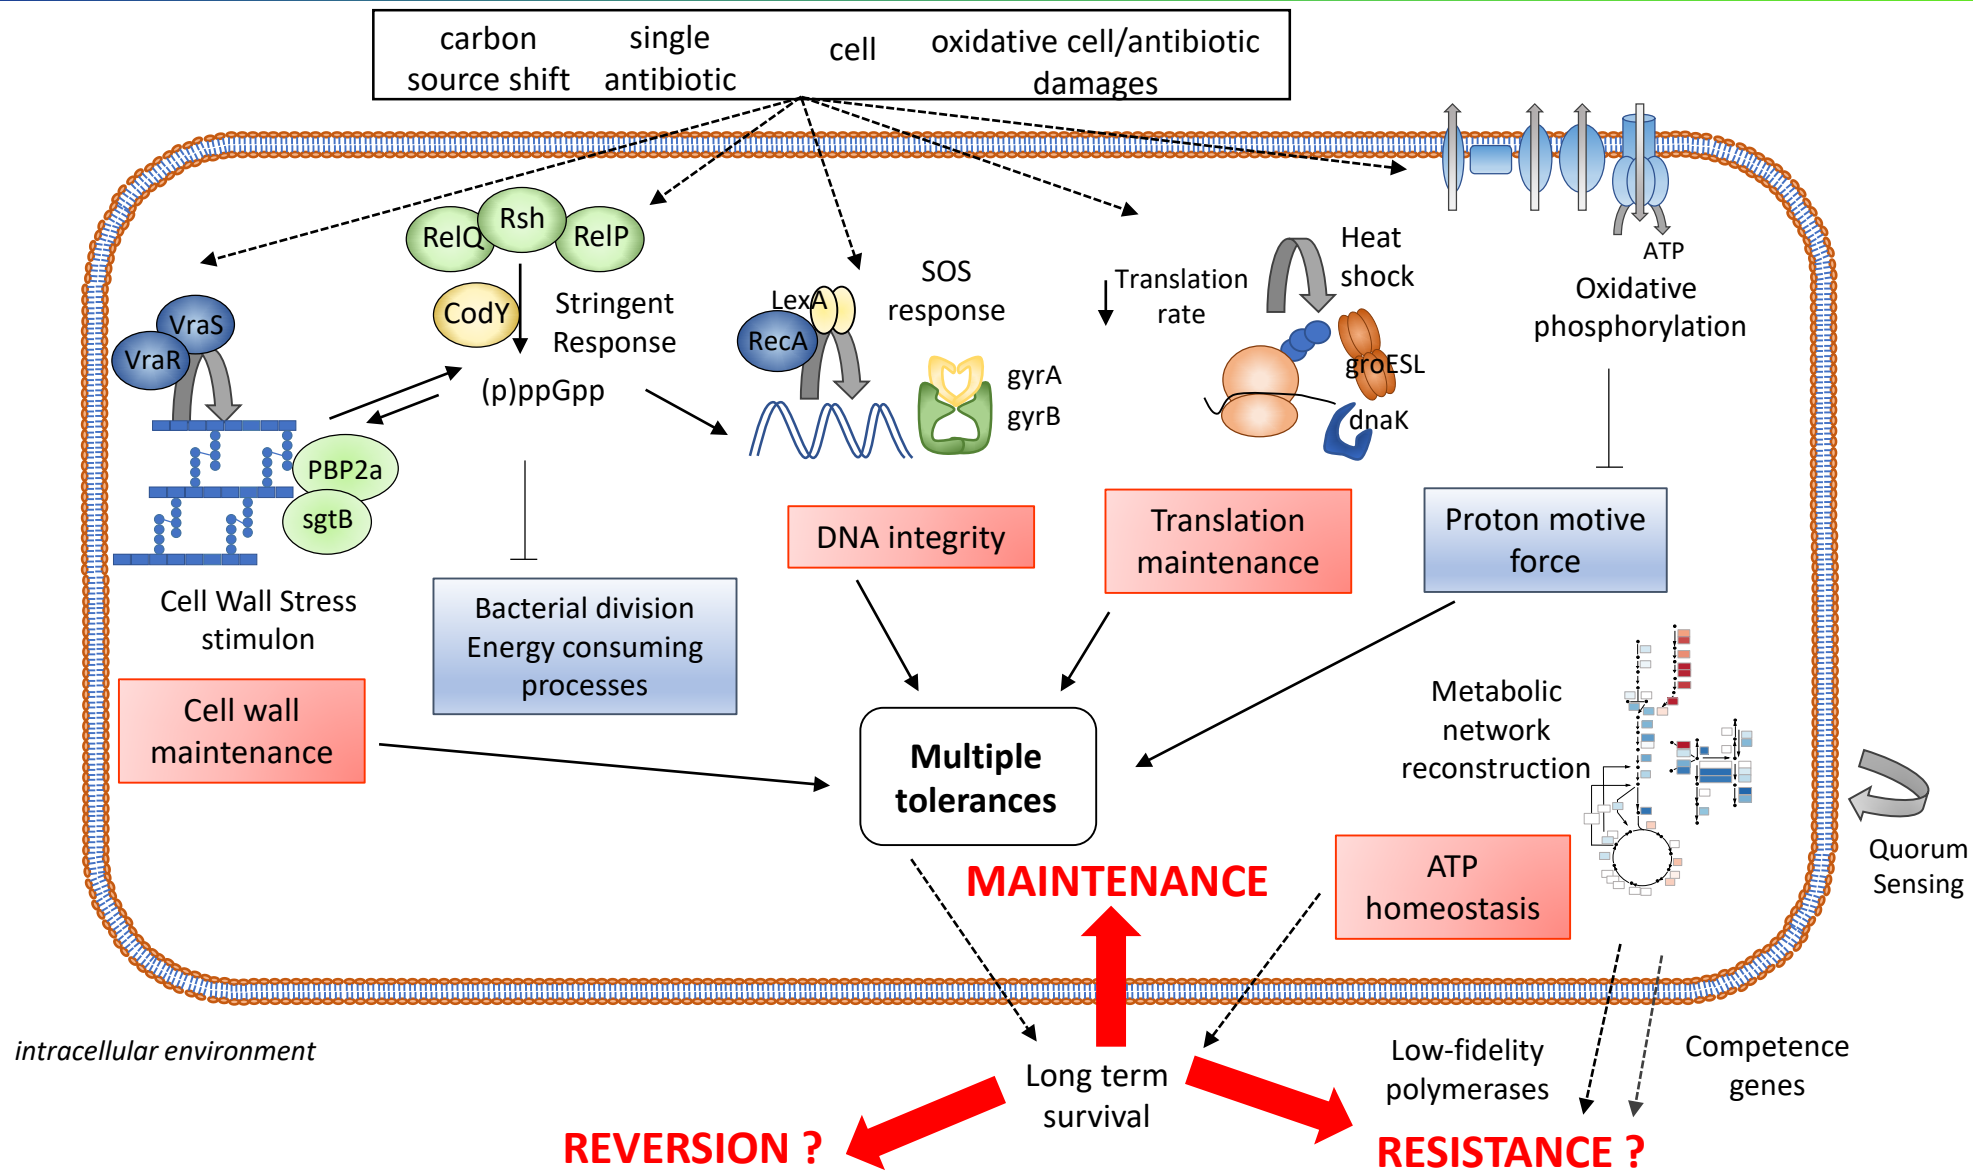 carbon
source shift
single
antibiotic
cell
oxidative cell/antibiotic
damages
RelQ
Rsh
RelP
CodY
Stringent
Response
(p)ppGpp
VraS
VraR
PBP2a
sgtB
Cell Wall Stress
stimulon
Cell wall
maintenance
Bacterial division
Energy consuming
processes
LexA
RecA
SOS
response
gyrA
gyrB
DNA integrity
Translation
rate
Heat
shock
groESL
dnaK
Translation
maintenance
ATP
Oxidative
phosphorylation
Proton motive
force
Multiple
tolerances
Metabolic
network
reconstruction
ATP
homeostasis
Quorum
Sensing
MAINTENANCE
intracellular environment
Long term
survival
Low-fidelity
polymerases
Competence
genes
REVERSION ?
RESISTANCE ?